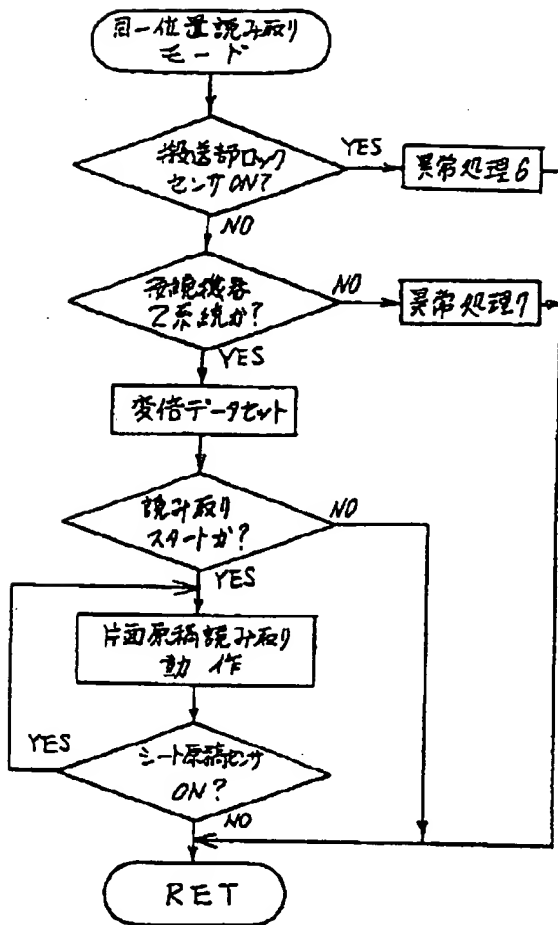 同一位置読み取り
モード
搬送部ロック
センサON?
YES
異常処理6
NO
接続機器
2系統か?
NO
異常処理7
YES
変倍データセット
読み取り
スタートか?
NO
YES
片面原稿読み取り
動作
シート原稿センサ
ON?
YES
NO
RET